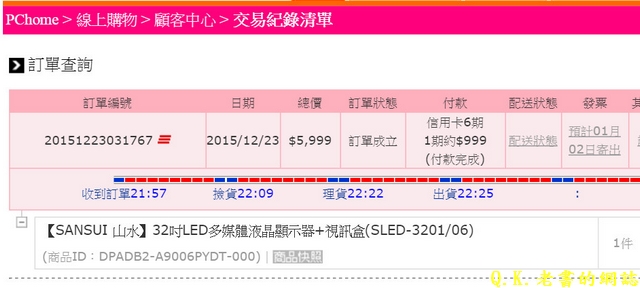 PChome > 線上購物 > 顧客中心 > 交易紀錄清單
訂單查詢
訂單編號 日期 總價 訂單狀態 付款 配送狀態 發票
20151223031767 2015/12/23 $5,999 訂單成立 信用卡6期 配送狀態 預計01月
1期約$999 02日寄出
(付款完成)
收到訂單21:57 撿貨22:09 理貨22:22 出貨22:25 :
【SANSUI 山水】32吋LED多媒體液晶顯示器+視訊盒(SLED-3201/06) 1件
(商品ID：DPADB2-A9006PYDT-000) | 商品快照
Q.K.老書的網誌